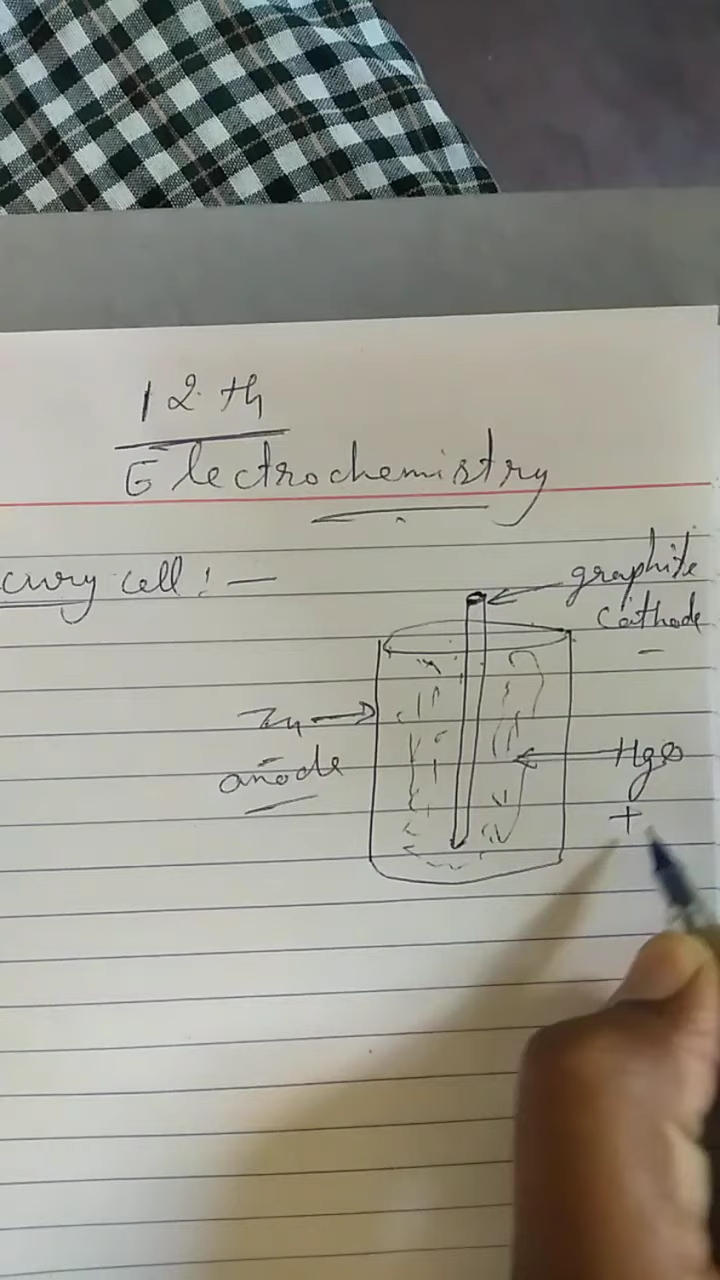 12th
Electrochemistry
cury cell : —
graphite
cathode
Zn
anode
HgO
+